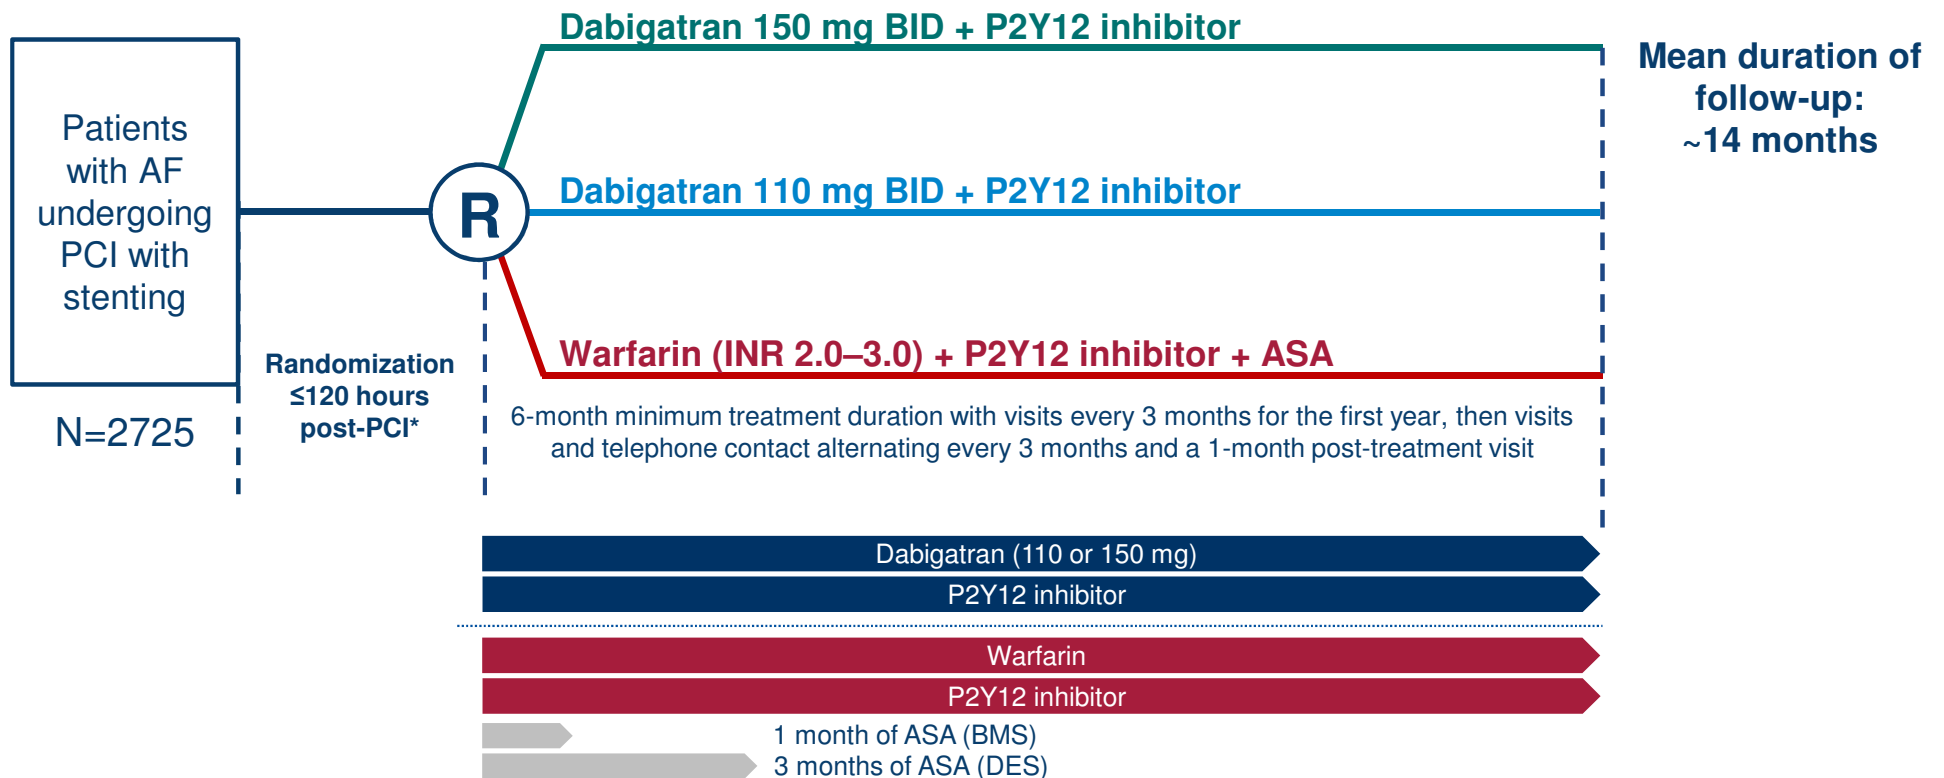 Patients
with AF
undergoing
PCI with
stenting
N=2725
Randomization
≤120 hours
post-PCI*
R
Dabigatran 150 mg BID + P2Y12 inhibitor
Dabigatran 110 mg BID + P2Y12 inhibitor
Warfarin (INR 2.0–3.0) + P2Y12 inhibitor + ASA
6-month minimum treatment duration with visits every 3 months for the first year, then visits
and telephone contact alternating every 3 months and a 1-month post-treatment visit
Mean duration of
follow-up:
~14 months
Dabigatran (110 or 150 mg)
P2Y12 inhibitor
Warfarin
P2Y12 inhibitor
1 month of ASA (BMS)
3 months of ASA (DES)